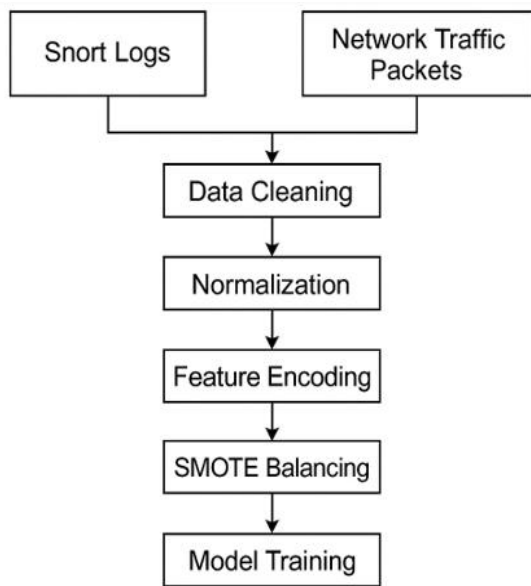 Snort Logs
Network Traffic
Packets
Data Cleaning
Normalization
Feature Encoding
SMOTE Balancing
Model Training